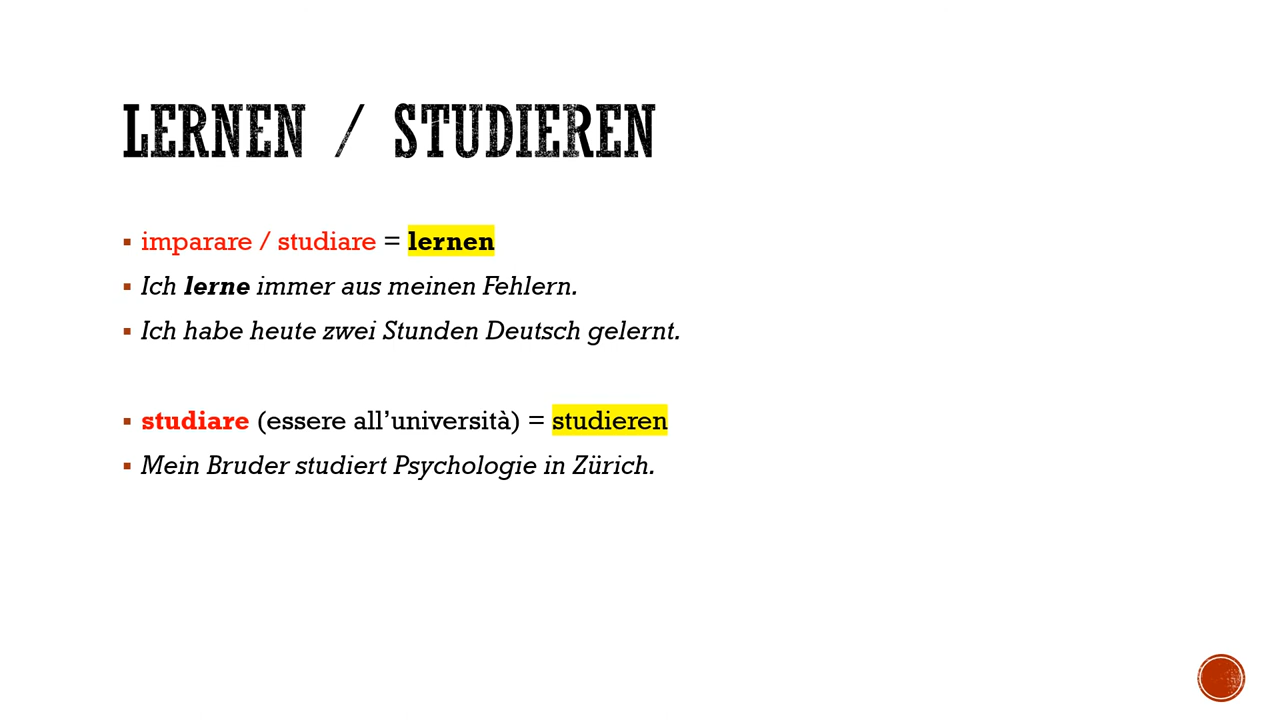 LERNEN / STUDIEREN
▪ imparare / studiare = lernen
▪ Ich lerne immer aus meinen Fehlern.
▪ Ich habe heute zwei Stunden Deutsch gelernt.
▪ studiare (essere all’università) = studieren
▪ Mein Bruder studiert Psychologie in Zürich.